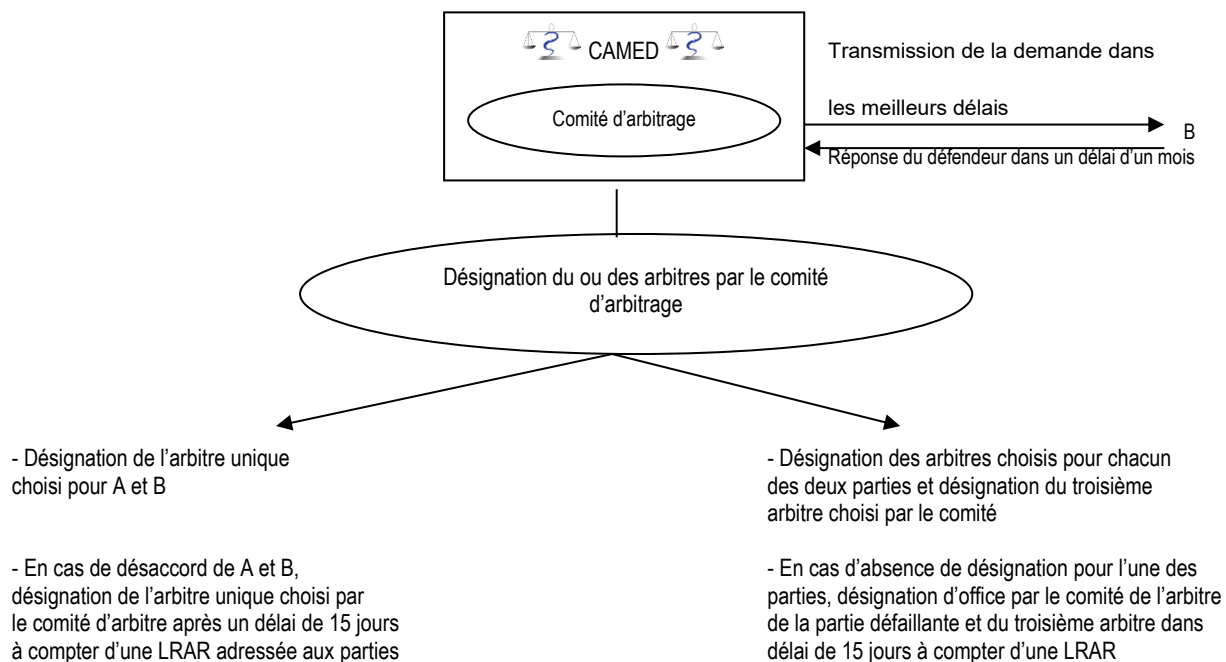 CAMED
Comité d’arbitrage
Transmission de la demande dans
les meilleurs délais
B
Réponse du défendeur dans un délai d’un mois
Désignation du ou des arbitres par le comité
d’arbitrage
- Désignation de l’arbitre unique
choisi pour A et B
- En cas de désaccord de A et B,
désignation de l’arbitre unique choisi par
le comité d’arbitre après un délai de 15 jours
à compter d’une LRAR adressée aux parties
- Désignation des arbitres choisis pour chacun
des deux parties et désignation du troisième
arbitre choisi par le comité
- En cas d’absence de désignation pour l’une des
parties, désignation d’office par le comité de l’arbitre
de la partie défaillante et du troisième arbitre dans
délai de 15 jours à compter d’une LRAR